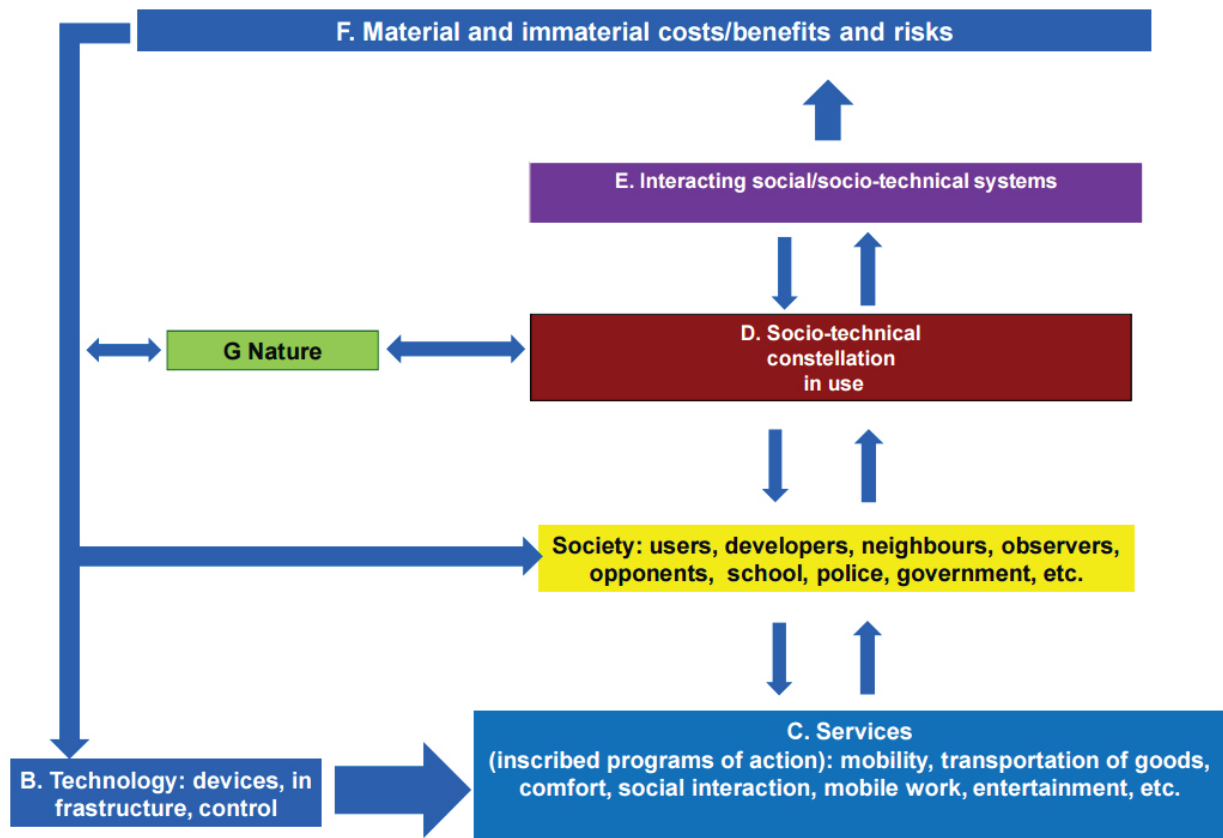 F. Material and immaterial costs/benefits and risks
E. Interacting social/socio-technical systems
G Nature
D. Socio-technical
constellation
in use
Society: users, developers, neighbours, observers,
opponents, school, police, government, etc.
B. Technology: devices, in
frastructure, control
C. Services
(inscribed programs of action): mobility, transportation of goods,
comfort, social interaction, mobile work, entertainment, etc.